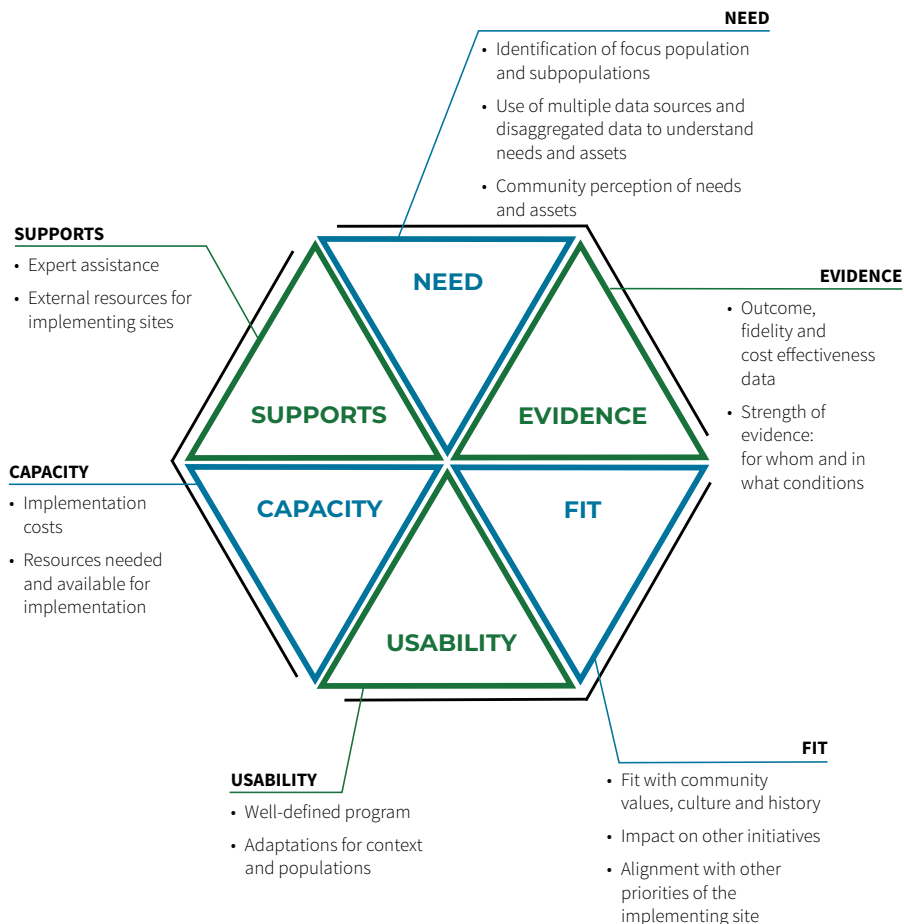 NEED
• Identification of focus population
and subpopulations
• Use of multiple data sources and
disaggregated data to understand
needs and assets
• Community perception of needs
and assets
SUPPORTS
• Expert assistance
• External resources for
implementing sites
EVIDENCE
• Outcome,
fidelity and
cost effectiveness
data
• Strength of
evidence:
for whom and in
what conditions
NEED
SUPPORTS
EVIDENCE
CAPACITY
• Implementation
costs
• Resources needed
and available for
implementation
CAPACITY
FIT
USABILITY
USABILITY
• Well-defined program
• Adaptations for context
and populations
FIT
• Fit with community
values, culture and history
• Impact on other initiatives
• Alignment with other
priorities of the
implementing site